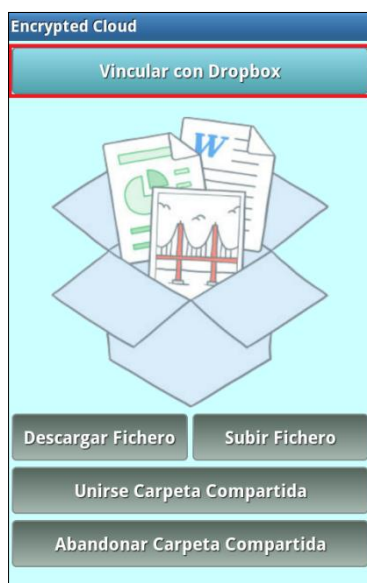 Encrypted Cloud
Vincular con Dropbox
W
Descargar Fichero Subir Fichero
Unirse Carpeta Compartida
Abandonar Carpeta Compartida